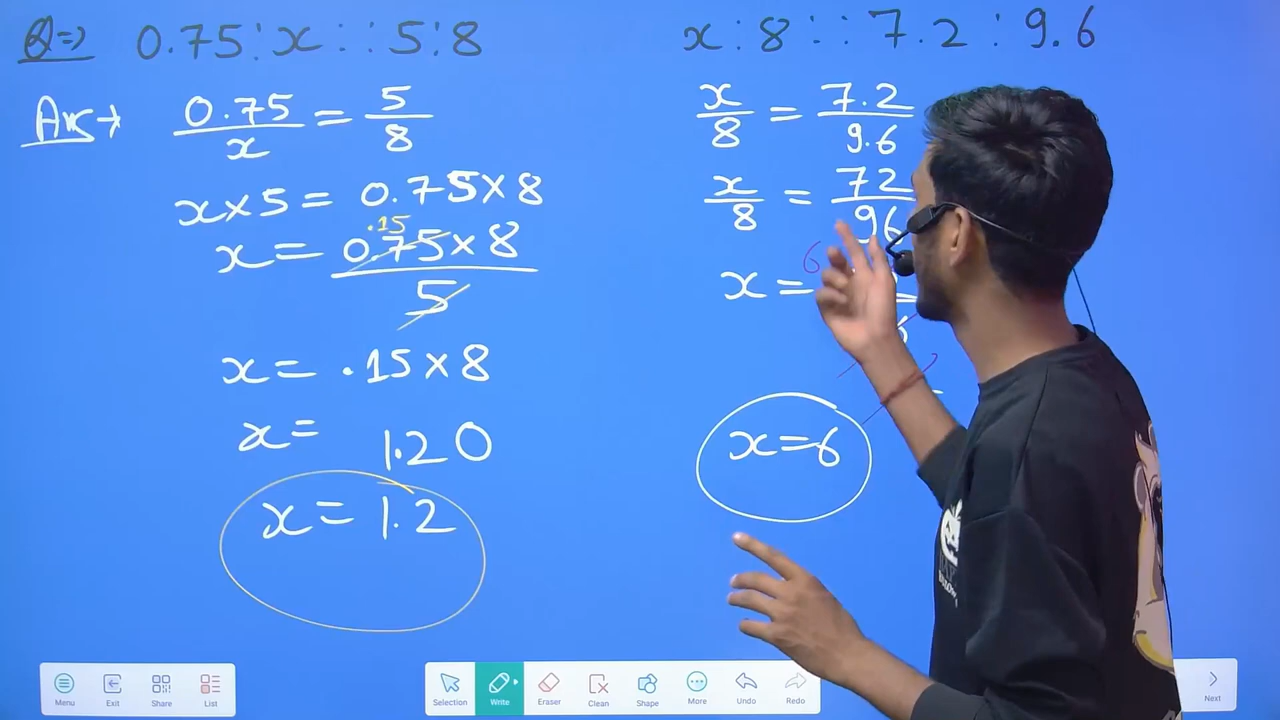 Q⇒ 0.75 : x :: 5 : 8
Ans→ 0.75/x = 5/8
x×5 = 0.75×8
.15
x = 0.75×8/5
x = .15×8
x = 1.20
x = 1.2
x : 8 :: 7.2 : 9.6
x/8 = 7.2/9.6
x/8 = 72/96
6
x =
x=6
Menu
Exit
Share
List
Selection
Write
Eraser
Clean
Shape
More
Undo
Redo
Next